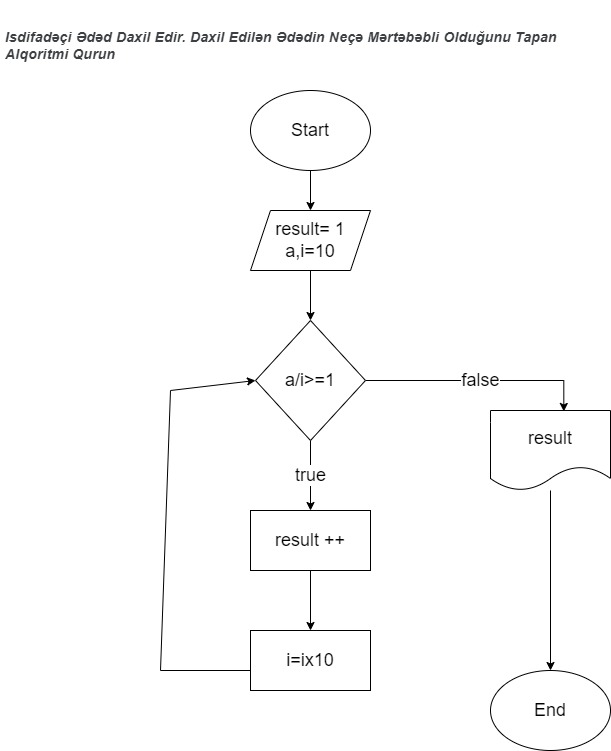 Isdifadəçi Ədəd Daxil Edir. Daxil Edilən Ədədin Neçə Mərtəbəbli Olduğunu Tapan
Alqoritmi Qurun
Start
result= 1
a,i=10
a/i>=1
false
result
true
result ++
i=ix10
End